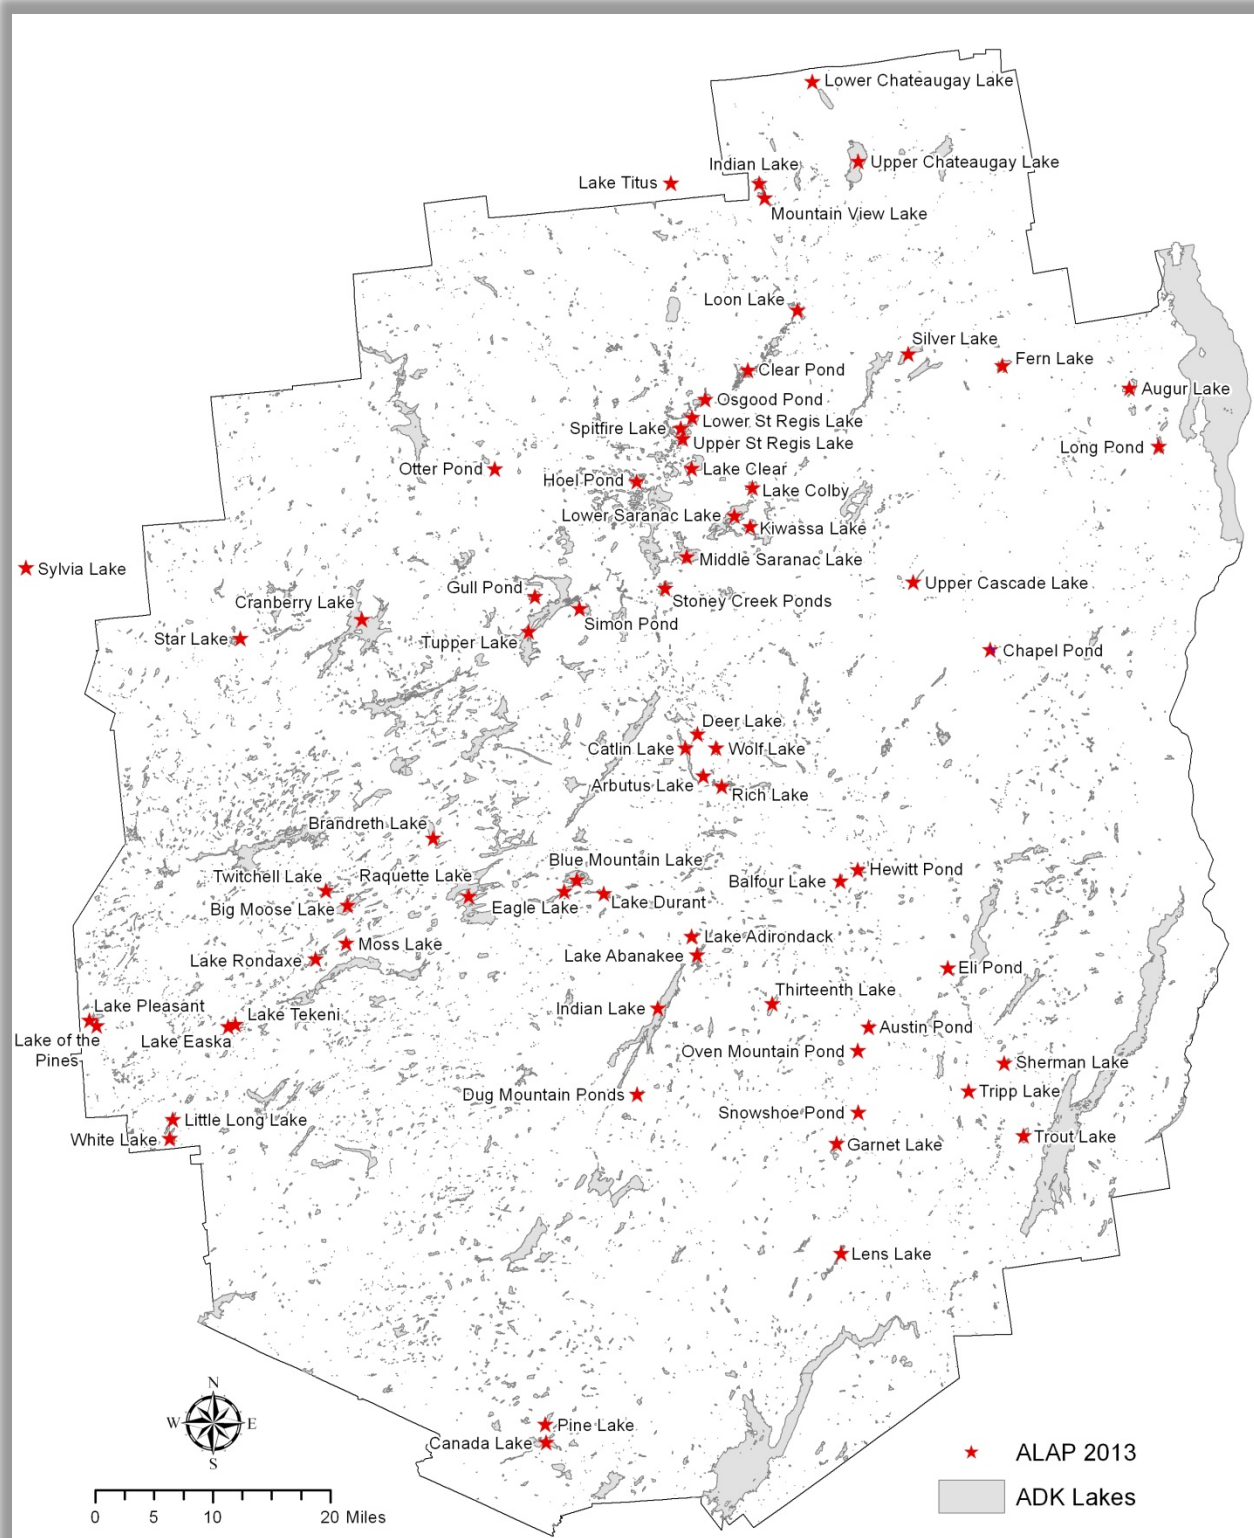 Lower Chateaugay Lake
Upper Chateaugay Lake
Indian Lake
Lake Titus
Mountain View Lake
Loon Lake
Silver Lake
Fern Lake
Clear Pond
Augur Lake
Osgood Pond
Lower St Regis Lake
Spitfire Lake
Upper St Regis Lake
Long Pond
Otter Pond
Lake Clear
Hoel Pond
Lake Colby
Lower Saranac Lake
Kiwassa Lake
Middle Saranac Lake
Sylvia Lake
Upper Cascade Lake
Gull Pond
Stoney Creek Ponds
Cranberry Lake
Simon Pond
Star Lake
Tupper Lake
Chapel Pond
Deer Lake
Catlin Lake
Wolf Lake
Arbutus Lake
Rich Lake
Brandreth Lake
Blue Mountain Lake
Hewitt Pond
Twitchell Lake
Raquette Lake
Balfour Lake
Big Moose Lake
Eagle Lake
Lake Durant
Lake Adirondack
Moss Lake
Lake Abanakee
Lake Rondaxe
Eli Pond
Thirteenth Lake
Lake Pleasant
Indian Lake
Lake Tekeni
Austin Pond
Lake of the
Pines
Lake Easka
Oven Mountain Pond
Sherman Lake
Dug Mountain Ponds
Tripp Lake
Snowshoe Pond
Little Long Lake
Trout Lake
White Lake
Garnet Lake
Lens Lake
N
W
E
S
Pine Lake
Canada Lake
ALAP 2013
ADK Lakes
0 5 10 20 Miles